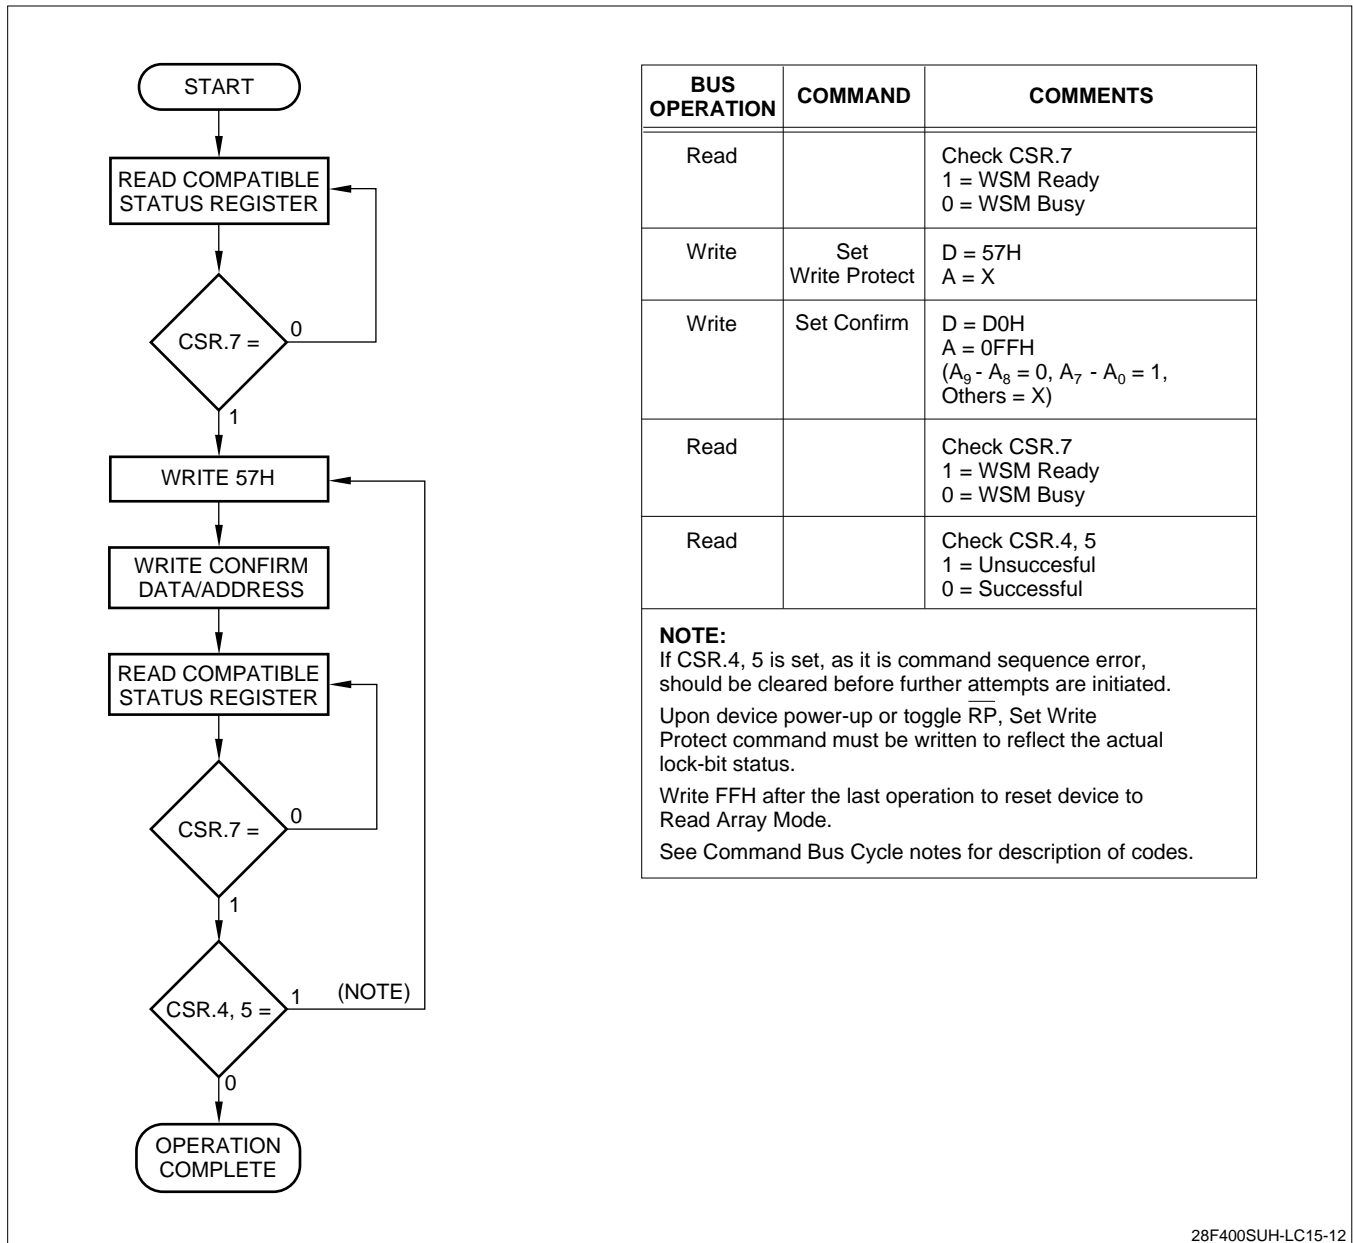 START
READ COMPATIBLE
STATUS REGISTER
CSR.7 =
0
1
WRITE 57H
WRITE CONFIRM
DATA/ADDRESS
READ COMPATIBLE
STATUS REGISTER
CSR.7 =
0
1
CSR.4, 5 =
1
(NOTE)
0
OPERATION
COMPLETE
BUS
OPERATION
COMMAND
COMMENTS
Read
Check CSR.7
1 = WSM Ready
0 = WSM Busy
Write
Set
Write Protect
D = 57H
A = X
Write
Set Confirm
D = D0H
A = 0FFH
(A9 - A8 = 0, A7 - A0 = 1,
Others = X)
Read
Check CSR.7
1 = WSM Ready
0 = WSM Busy
Read
Check CSR.4, 5
1 = Unsuccesful
0 = Successful
NOTE:
If CSR.4, 5 is set, as it is command sequence error,
should be cleared before further attempts are initiated.
Upon device power-up or toggle R̅P̅, Set Write
Protect command must be written to reflect the actual
lock-bit status.
Write FFH after the last operation to reset device to
Read Array Mode.
See Command Bus Cycle notes for description of codes.
28F400SUH-LC15-12